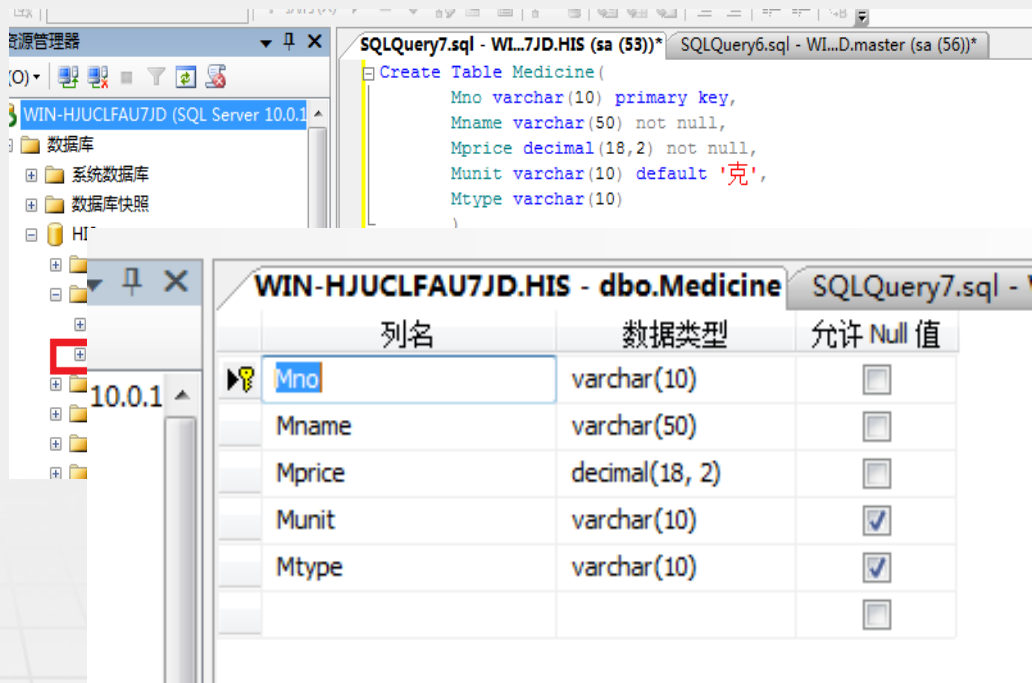 资源管理器
(O)
WIN-HJUCLFAU7JD (SQL Server 10.0.1
数据库
系统数据库
数据库快照
SQLQuery7.sql - WI...7JD.HIS (sa (53))* SQLQuery6.sql - WI...D.master (sa (56))*
Create Table Medicine(
Mno varchar(10) primary key,
Mname varchar(50) not null,
Mprice decimal(18,2) not null,
Munit varchar(10) default '克',
Mtype varchar(10)
)
10.0.1
WIN-HJUCLFAU7JD.HIS - dbo.Medicine SQLQuery7.sql -
列名 数据类型 允许 Null 值
Mno varchar(10)
Mname varchar(50)
Mprice decimal(18, 2)
Munit varchar(10)
Mtype varchar(10)